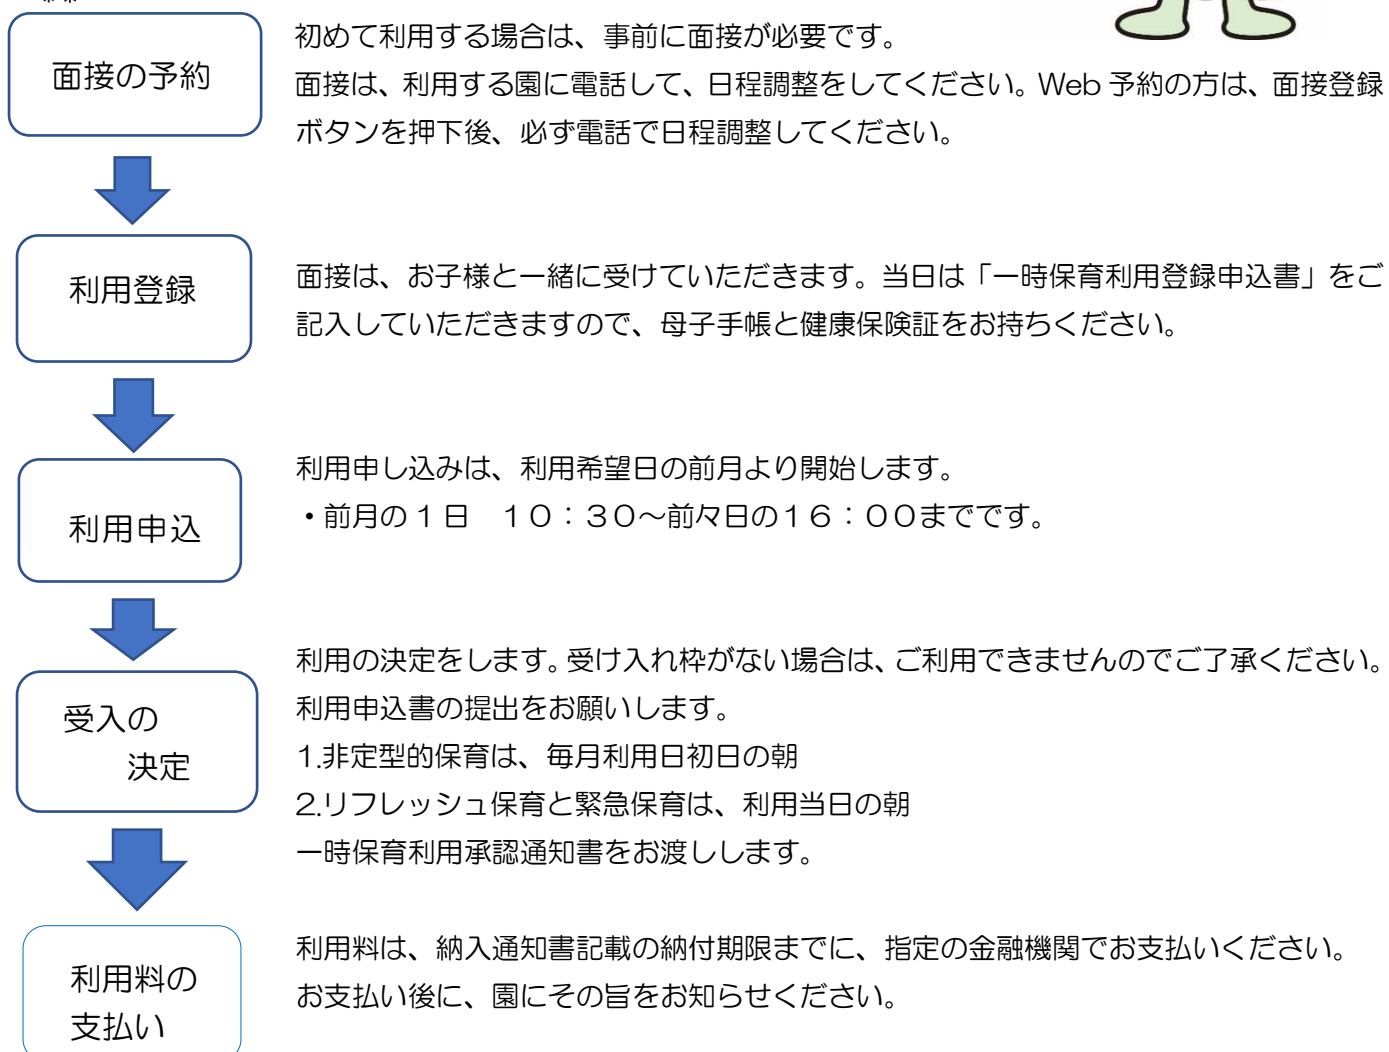 面接の予約
初めて利用する場合は、事前に面接が必要です。
面接は、利用する園に電話して、日程調整をしてください。Web 予約の方は、面接登録
ボタンを押下後、必ず電話で日程調整してください。
利用登録
面接は、お子様と一緒に受けていただきます。当日は「一時保育利用登録申込書」をご
記入していただきますので、母子手帳と健康保険証をお持ちください。
利用申込
利用申し込みは、利用希望日の前月より開始します。
・前月の１日　１０：３０～前々日の１６：００までです。
受入の
決定
利用の決定をします。受け入れ枠がない場合は、ご利用できませんのでご了承ください。
利用申込書の提出をお願いします。
1.非定型的保育は、毎月利用日初日の朝
2.リフレッシュ保育と緊急保育は、利用当日の朝
一時保育利用承認通知書をお渡しします。
利用料の
支払い
利用料は、納入通知書記載の納付期限までに、指定の金融機関でお支払いください。
お支払い後に、園にその旨をお知らせください。